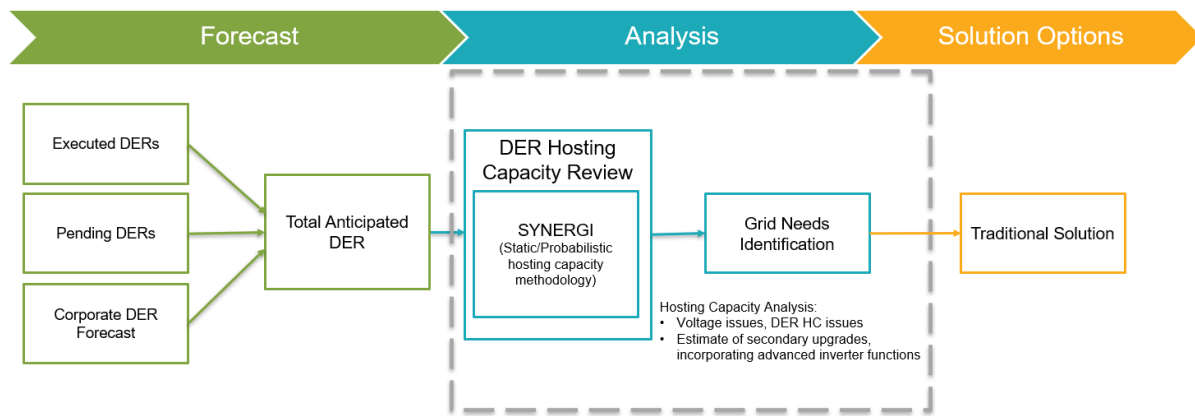 Forecast
Analysis
Solution Options
Executed DERs
Pending DERs
Corporate DER
Forecast
Total Anticipated
DER
DER Hosting
Capacity Review
SYNERGI
(Static/Probabilistic
hosting capacity
methodology)
Grid Needs
Identification
Traditional Solution
Hosting Capacity Analysis:
• Voltage issues, DER HC issues
• Estimate of secondary upgrades,
incorporating advanced inverter functions